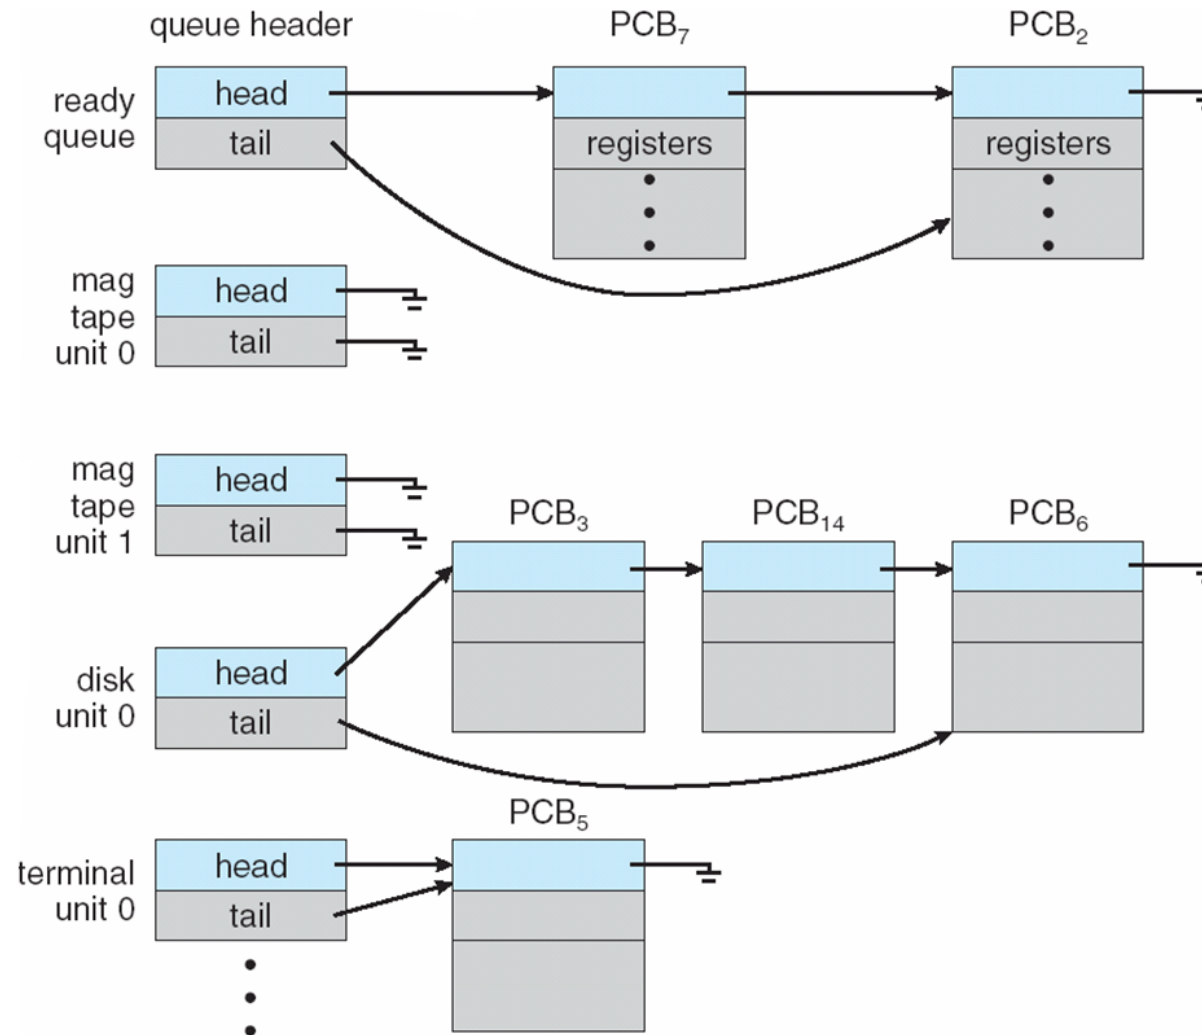 queue header
PCB₇
PCB₂
ready
queue
head
tail
registers
registers
mag
tape
unit 0
head
tail
mag
tape
unit 1
head
tail
PCB₃
PCB₁₄
PCB₆
disk
unit 0
head
tail
PCB₅
terminal
unit 0
head
tail